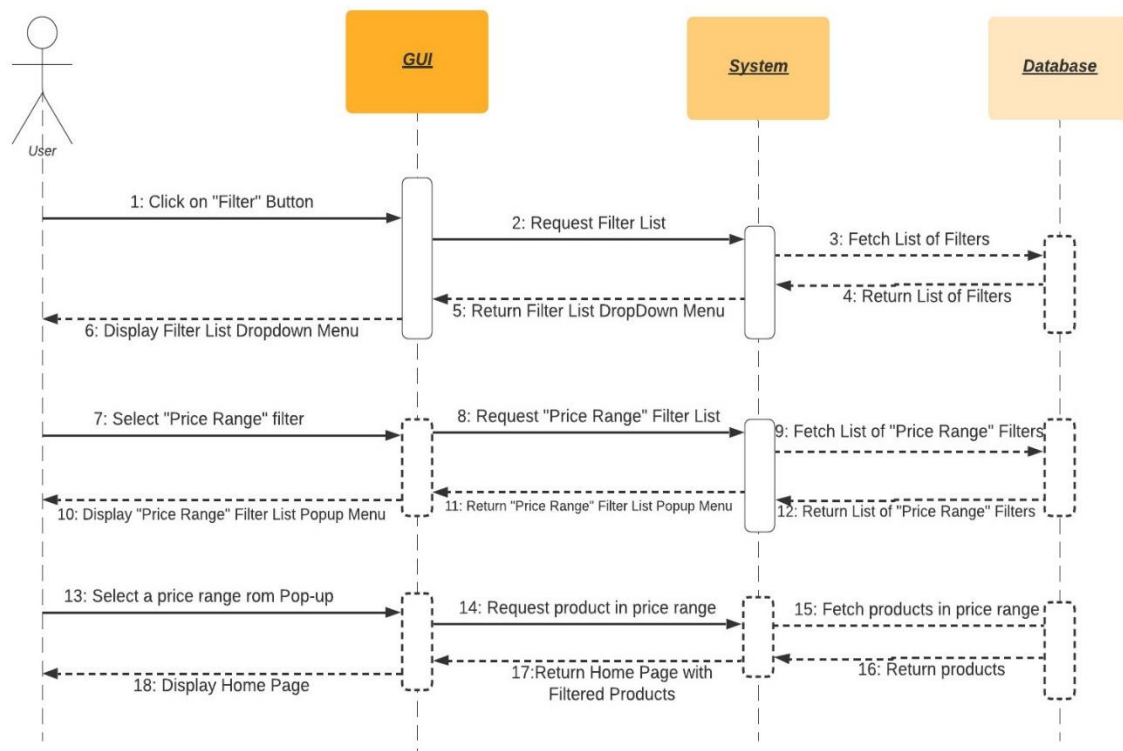 GUI
System
Database
User
1: Click on "Filter" Button
2: Request Filter List
3: Fetch List of Filters
4: Return List of Filters
5: Return Filter List DropDown Menu
6: Display Filter List Dropdown Menu
7: Select "Price Range" filter
8: Request "Price Range" Filter List
9: Fetch List of "Price Range" Filters
10: Display "Price Range" Filter List Popup Menu
11: Return "Price Range" Filter List Popup Menu
12: Return List of "Price Range" Filters
13: Select a price range rom Pop-up
14: Request product in price range
15: Fetch products in price range
16: Return products
17:Return Home Page with
Filtered Products
18: Display Home Page